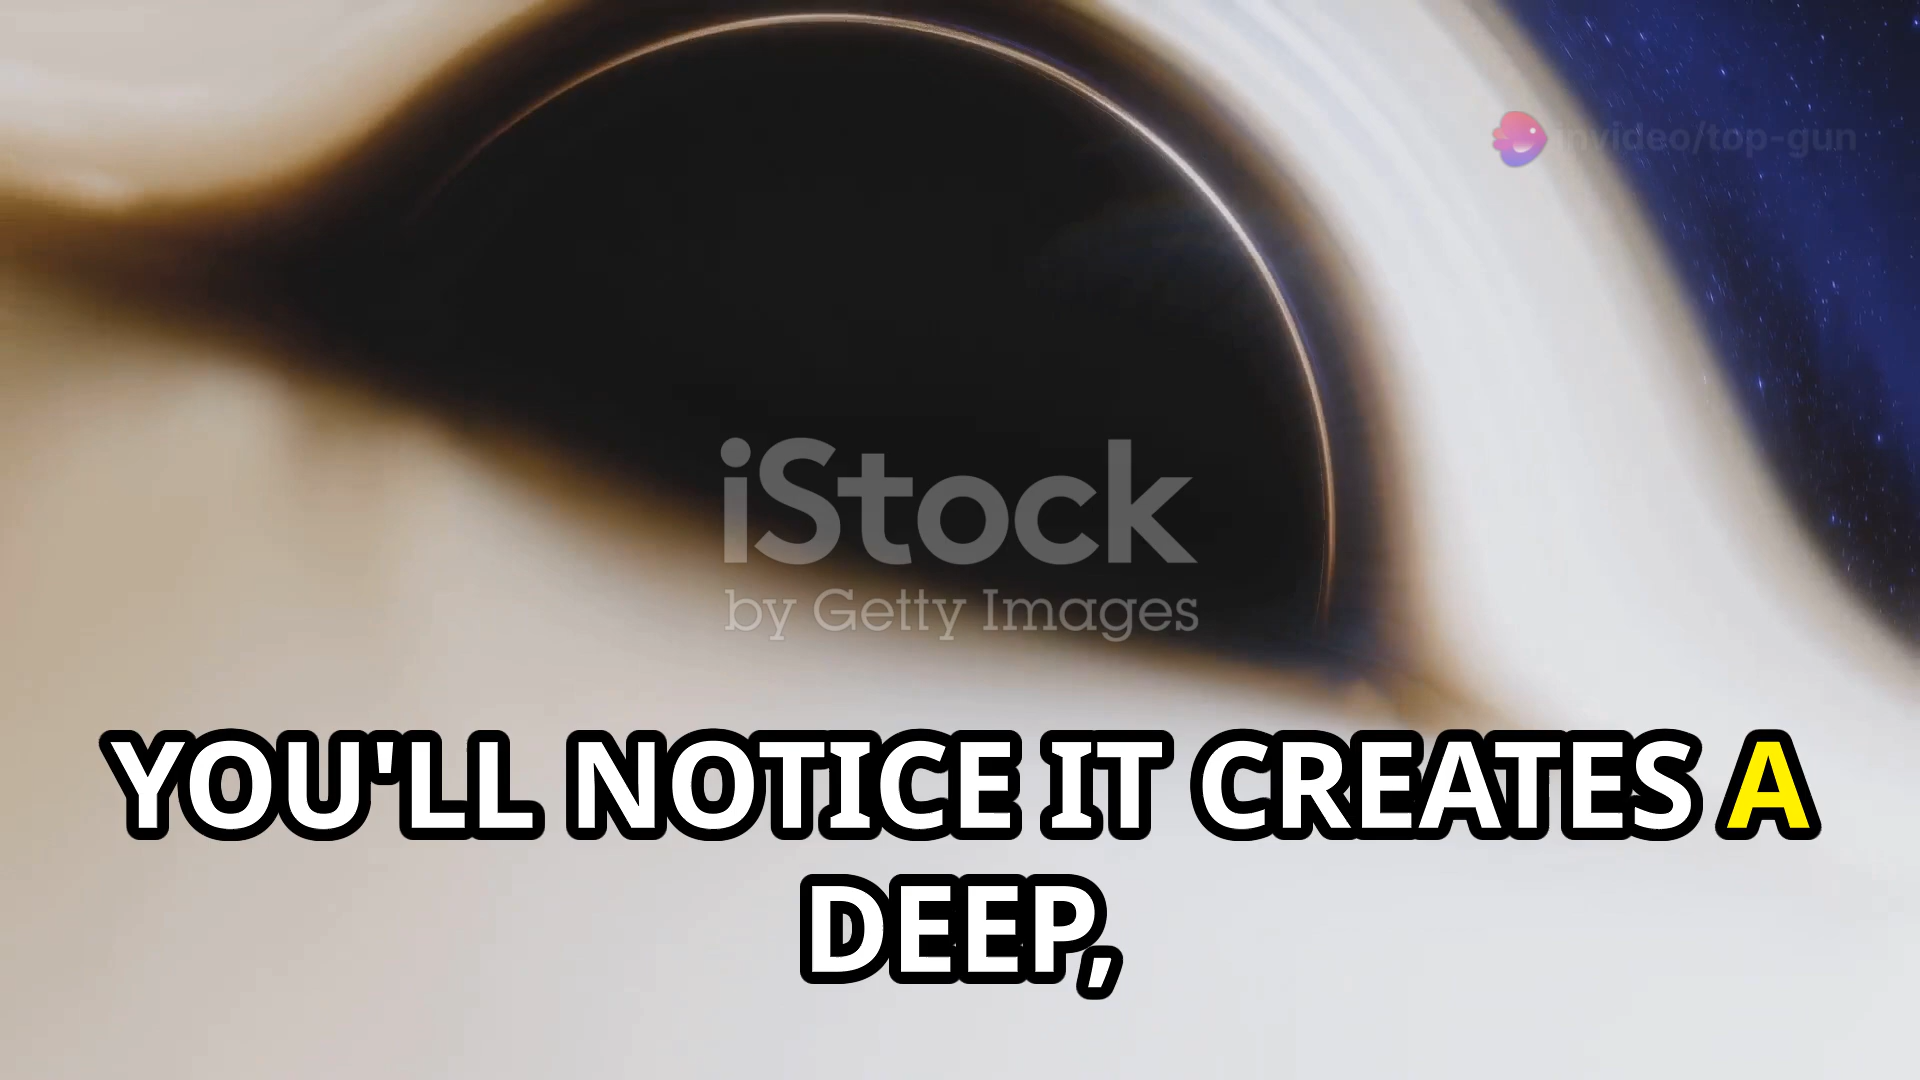 invideo/top-gun
iStock
by Getty Images
YOU'LL NOTICE IT CREATES A
DEEP,